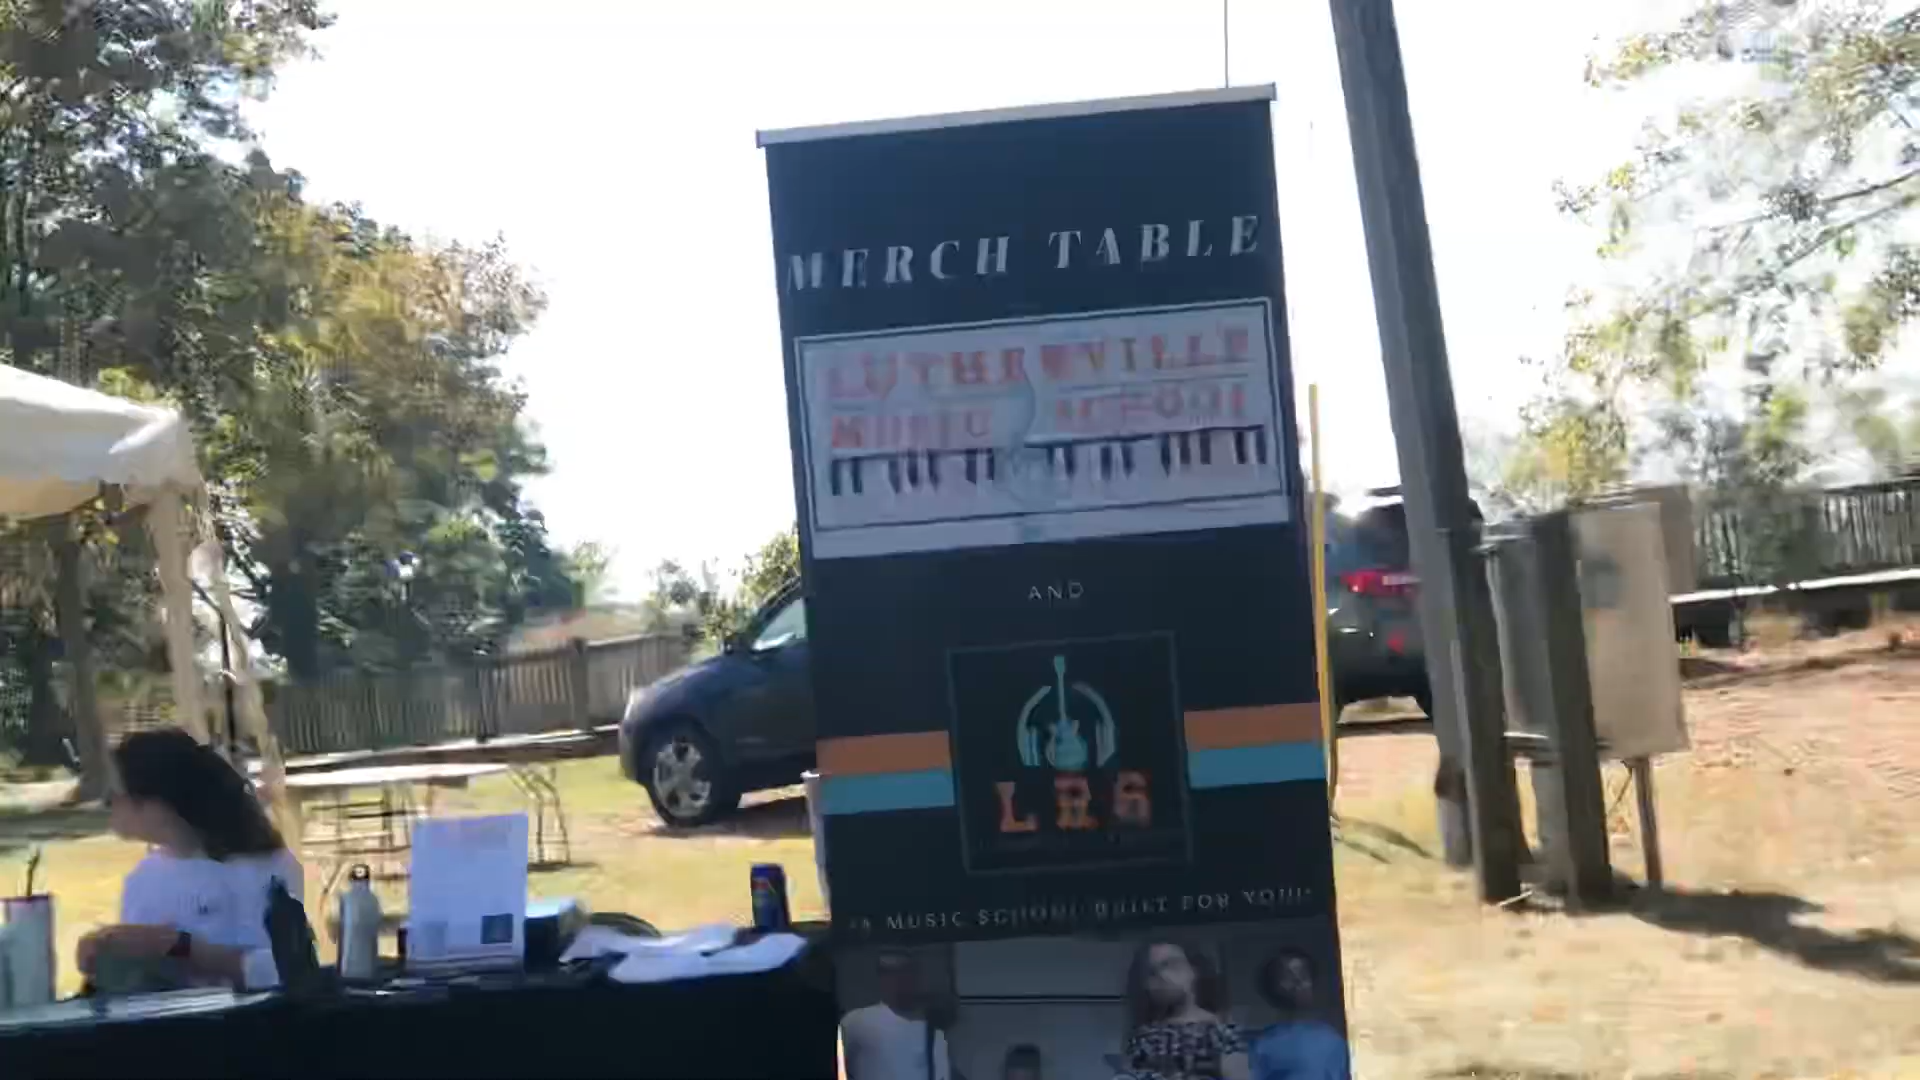 MERCH TABLE
LUTHERVILLE
MUSIC SCHOOL
AND
LRS
"A MUSIC SCHOOL BUILT FOR YOU!"